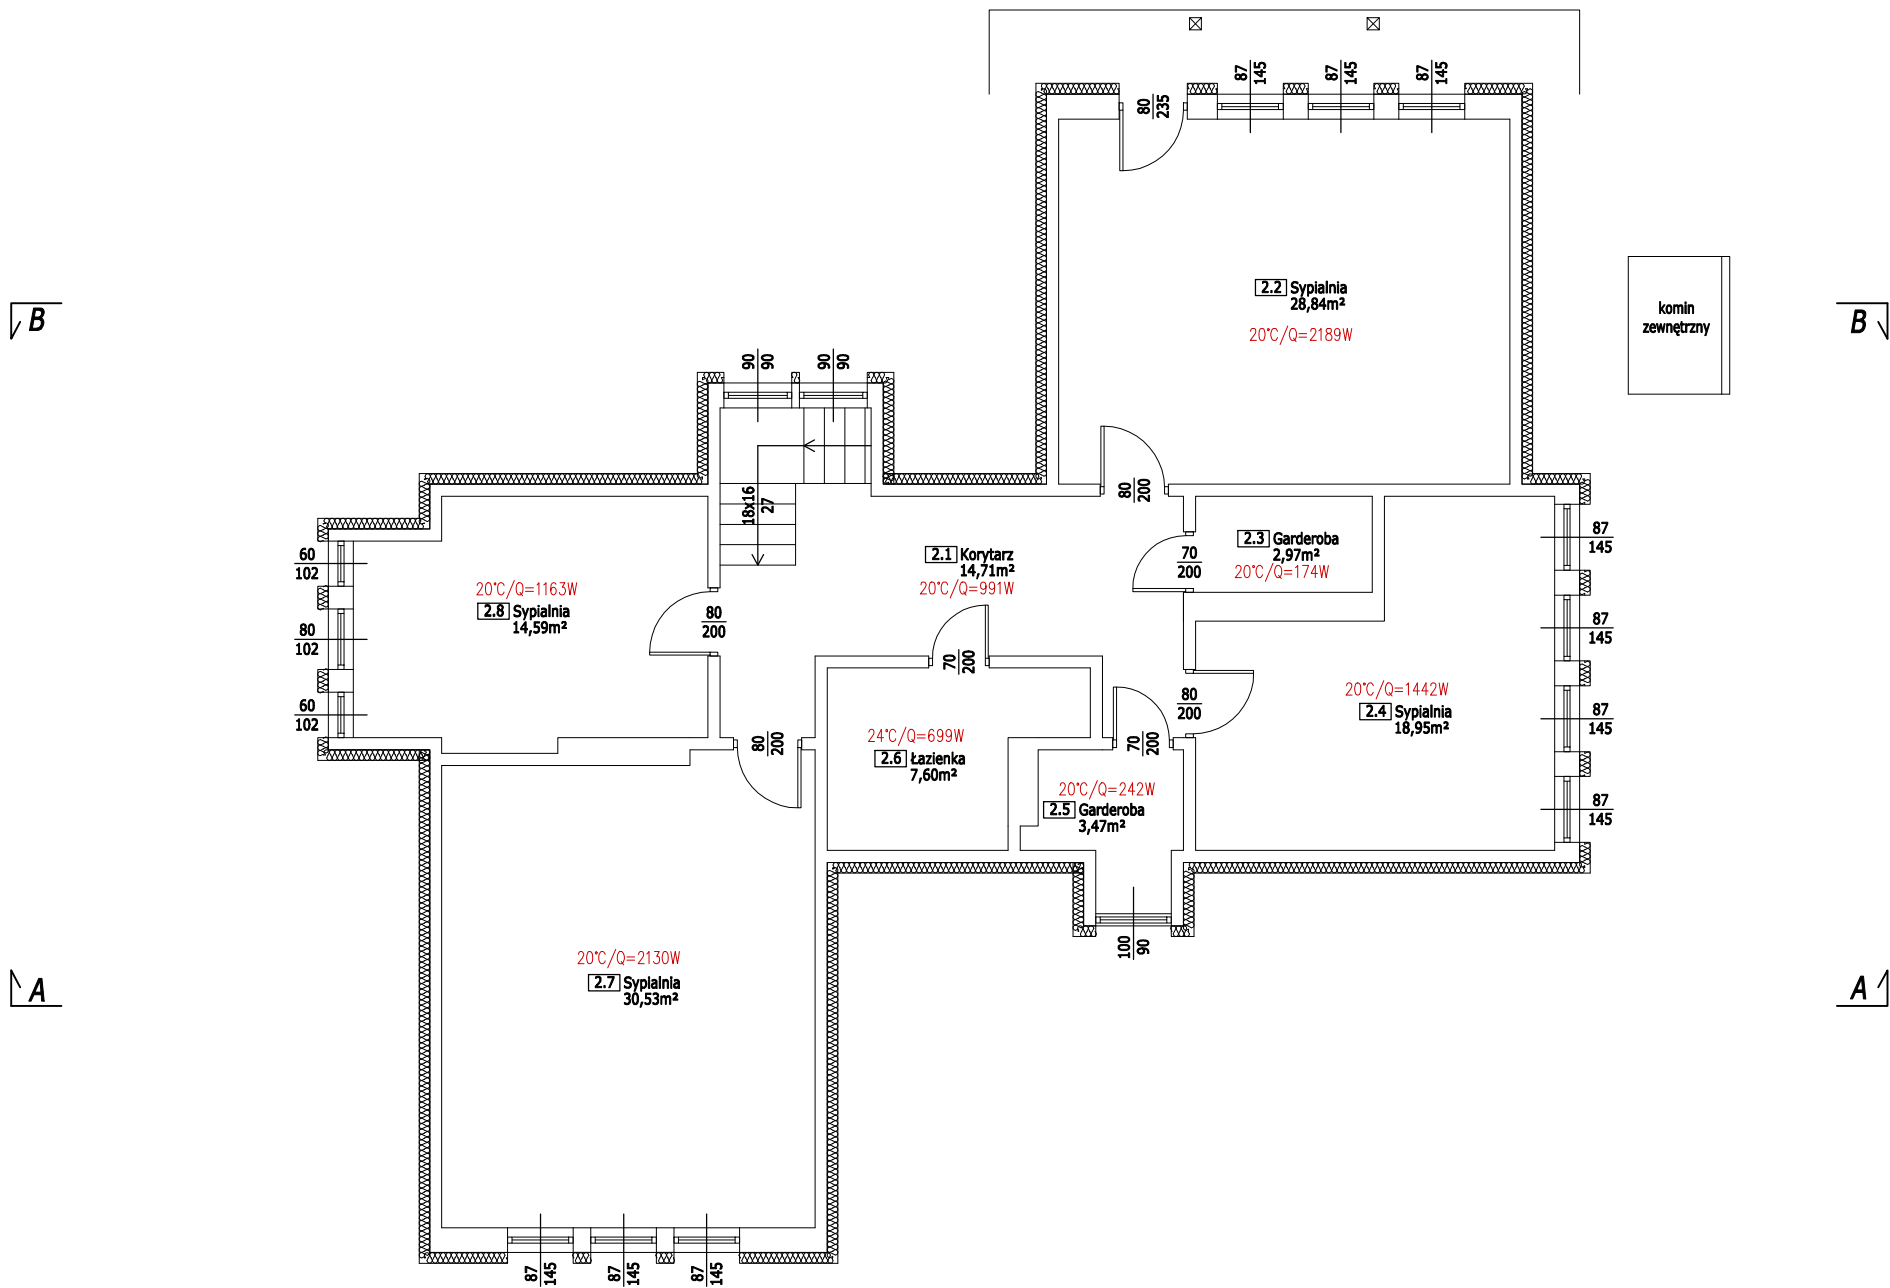 87
145
87
145
87
145
80
235
2.2 Sypialnia
28,84m²
20°C/Q=2189W
komin
zewnętrzny
B
B
90
90
90
90
18x16
27
80
200
2.3 Garderoba
2,97m²
20°C/Q=174W
70
200
2.1 Korytarz
14,71m²
20°C/Q=991W
60
102
80
102
60
102
20°C/Q=1163W
2.8 Sypialnia
14,59m²
80
200
87
145
87
145
87
145
87
145
70
200
80
200
20°C/Q=1442W
2.4 Sypialnia
18,95m²
80
200
24°C/Q=699W
2.6 Łazienka
7,60m²
70
200
20°C/Q=242W
2.5 Garderoba
3,47m²
100
90
20°C/Q=2130W
2.7 Sypialnia
30,53m²
A
A
87
145
87
145
87
145